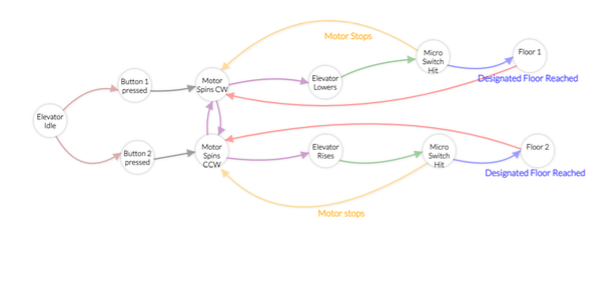 Motor Stops
Micro
Switch
Hit
Floor 1
Designated Floor Reached
Button 1
pressed
Motor
Spins CW
Elevator
Lowers
Elevator
Idle
Button 2
pressed
Motor
Spins
CCW
Elevator
Rises
Micro
Switch
Hit
Floor 2
Designated Floor Reached
Motor stops